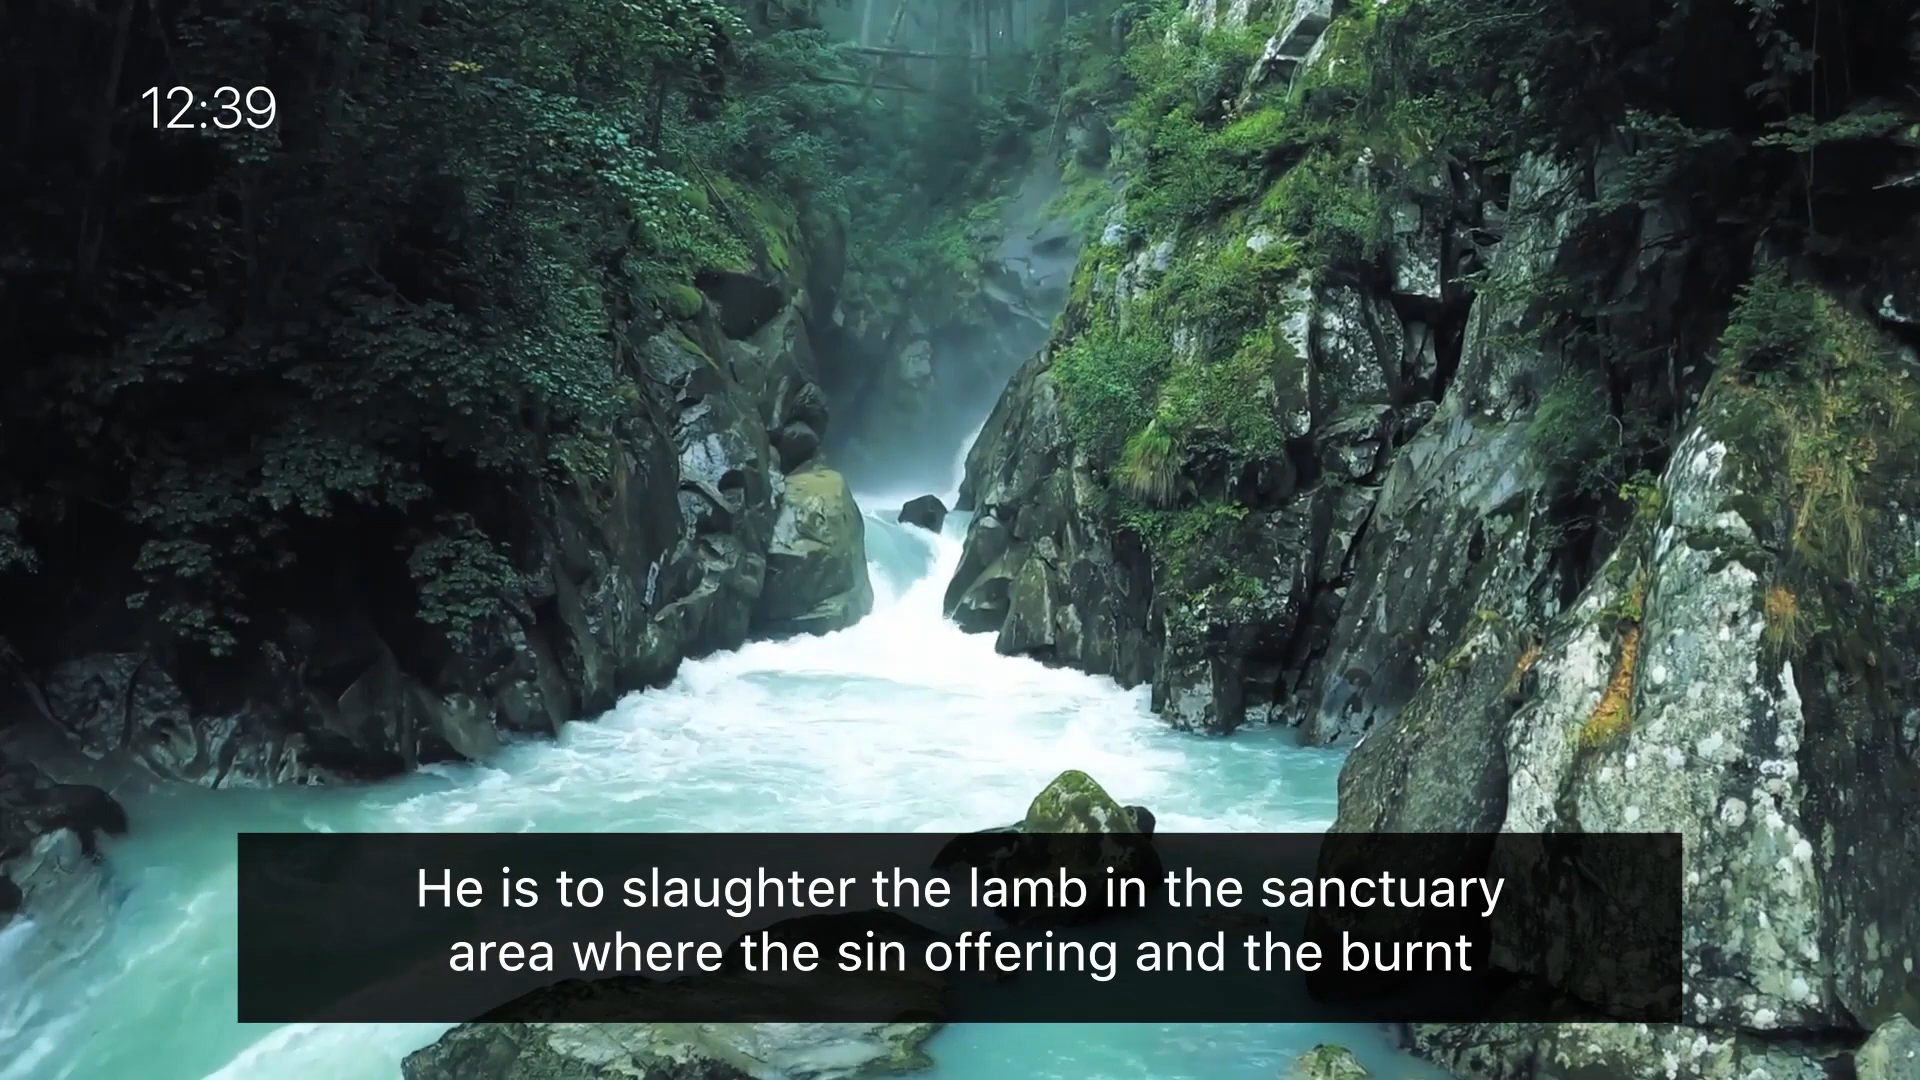 12:39
He is to slaughter the lamb in the sanctuary
area where the sin offering and the burnt